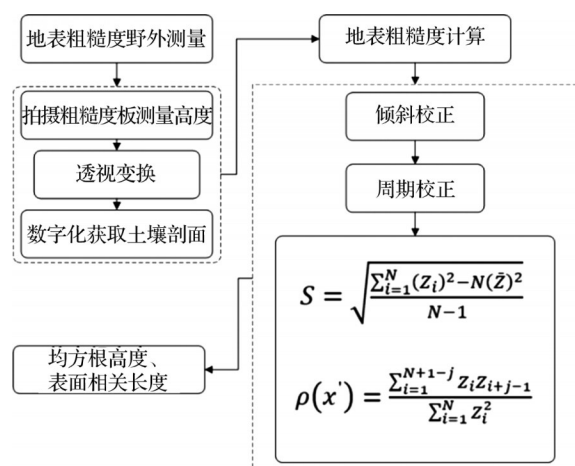 地表粗糙度野外测量
拍摄粗糙度板测量高度
透视变换
数字化获取土壤剖面
地表粗糙度计算
倾斜校正
周期校正
S = √((∑_{i=1}^{N}(Z_i)²−N(Z̄)²)/(N−1))
ρ(x') = (∑_{i=1}^{N+1−j} Z_i Z_{i+j−1})/(∑_{i=1}^{N} Z_i²)
均方根高度、
表面相关长度